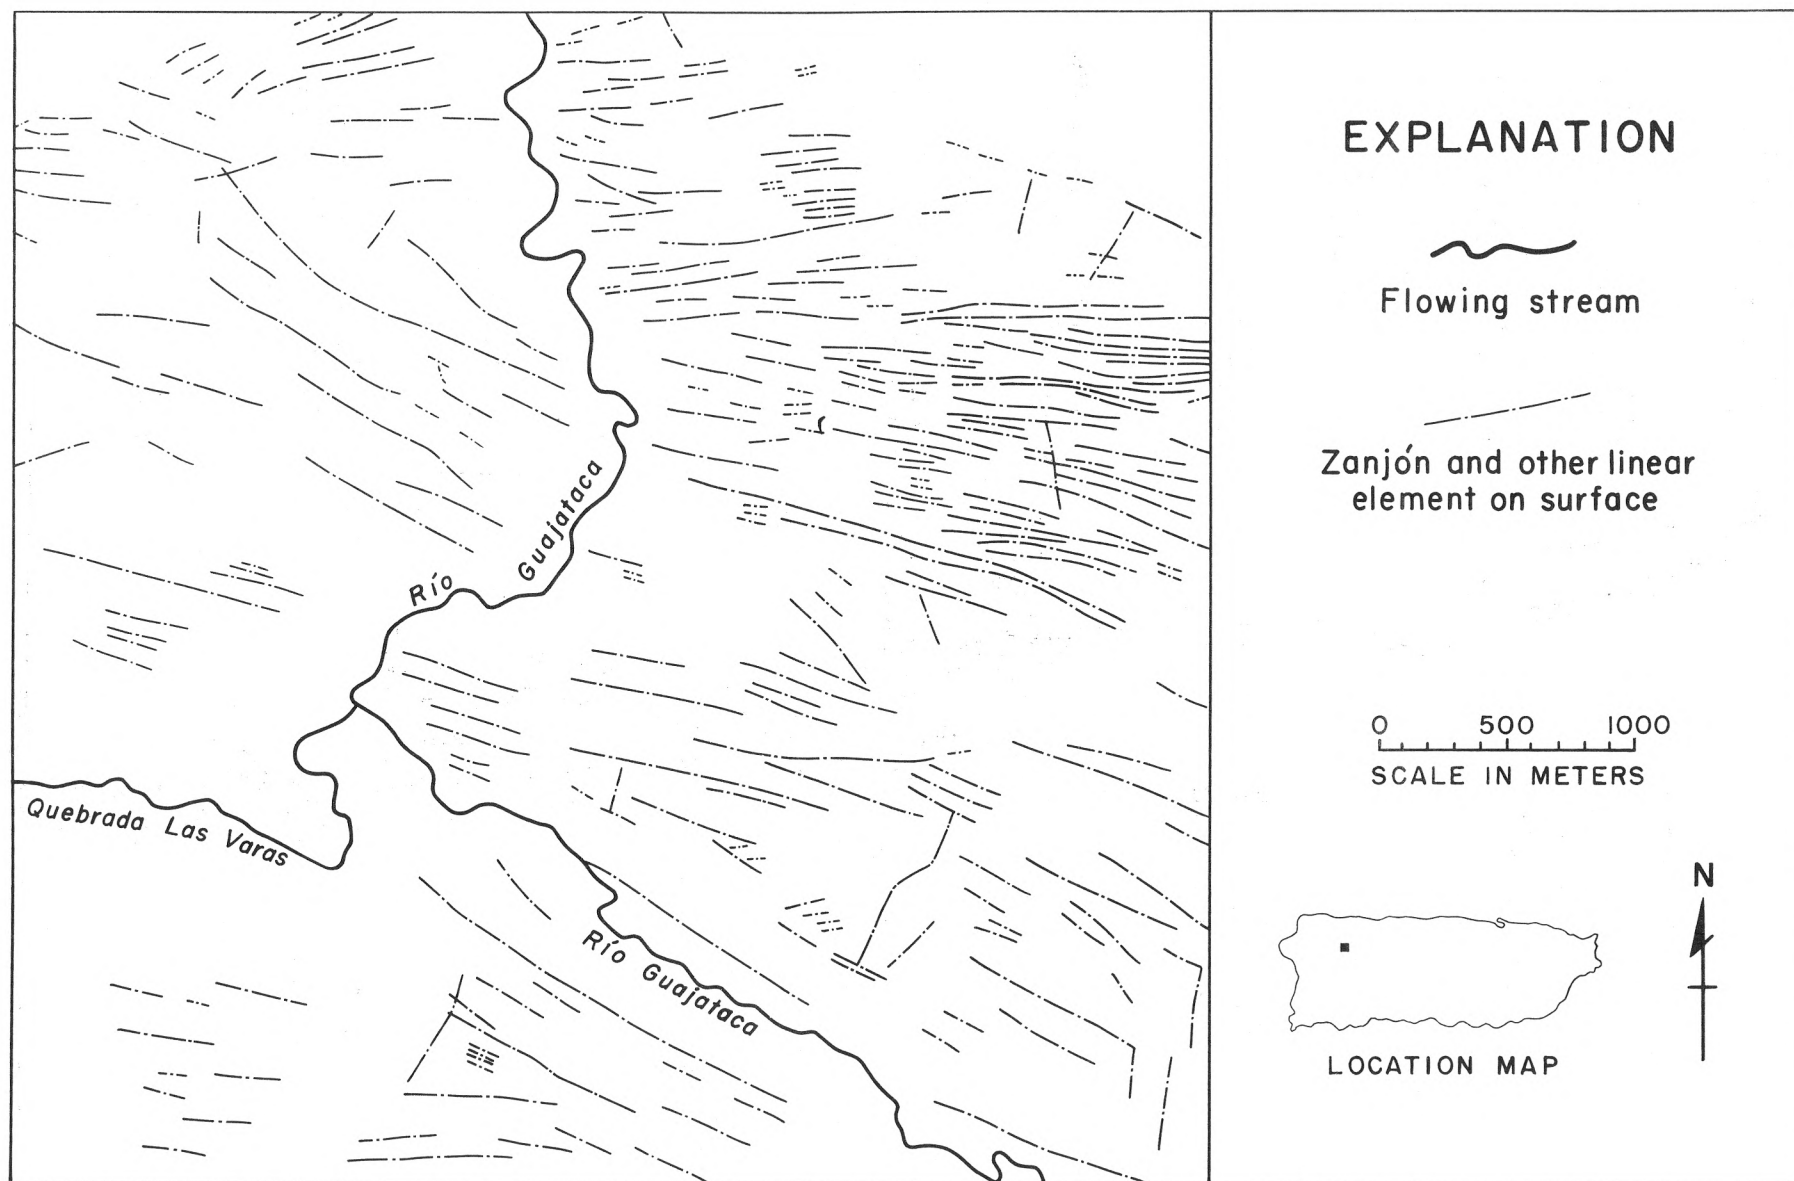 Río Guajataca
Quebrada Las Varas
Río Guajataca
EXPLANATION
Flowing stream
Zanjón and other linear
element on surface
0 500 1000
SCALE IN METERS
N
LOCATION MAP